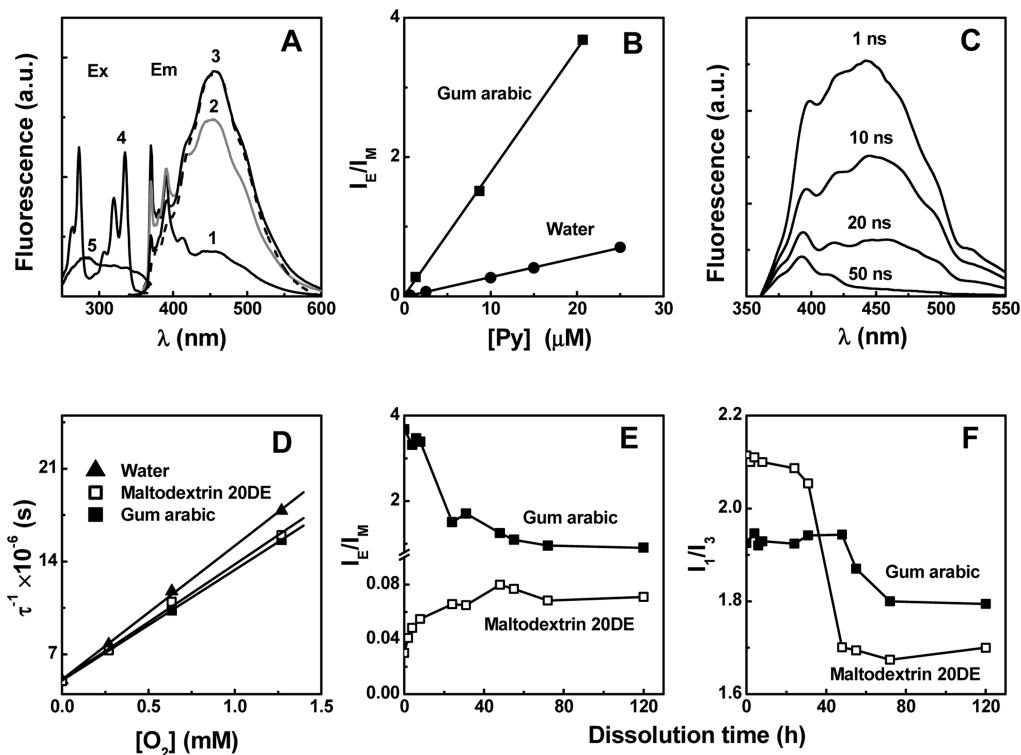 A
Ex
Em
3
2
4
5
1
Fluorescence (a.u.)
300
400
500
600
λ (nm)
B
Gum arabic
Water
I_E/I_M
4
2
0
0
10
20
30
[Py] (μM)
C
1 ns
10 ns
20 ns
50 ns
Fluorescence (a.u.)
350
400
450
500
550
λ (nm)
D
Water
Maltodextrin 20DE
Gum arabic
τ⁻¹ ×10⁻⁶ (s)
21
14
7
0.0
0.5
1.0
1.5
[O₂] (mM)
E
Gum arabic
Maltodextrin 20DE
I_E/I_M
4
2
0.08
0.04
0.00
0
40
80
120
F
Gum arabic
Maltodextrin 20DE
I₁/I₃
2.2
2.0
1.8
1.6
0
40
80
120
Dissolution time (h)